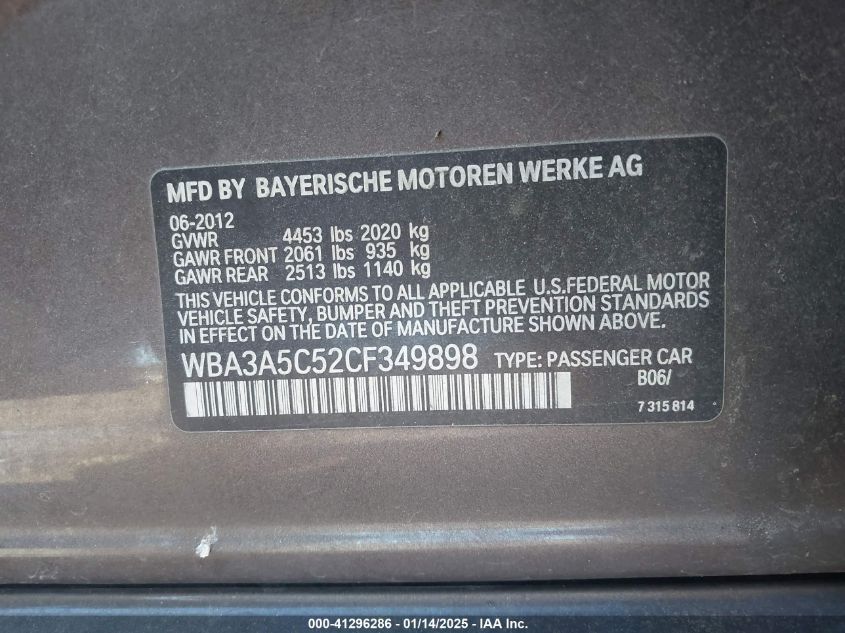 MFD BY BAYERISCHE MOTOREN WERKE AG
06-2012
GVWR 4453 lbs 2020 kg
GAWR FRONT 2061 lbs 935 kg
GAWR REAR 2513 lbs 1140 kg
THIS VEHICLE CONFORMS TO ALL APPLICABLE U.S.FEDERAL MOTOR
VEHICLE SAFETY, BUMPER AND THEFT PREVENTION STANDARDS
IN EFFECT ON THE DATE OF MANUFACTURE SHOWN ABOVE.
WBA3A5C52CF349898 TYPE: PASSENGER CAR
B06/
7 315 814
000-41296286 - 01/14/2025 - IAAI.com